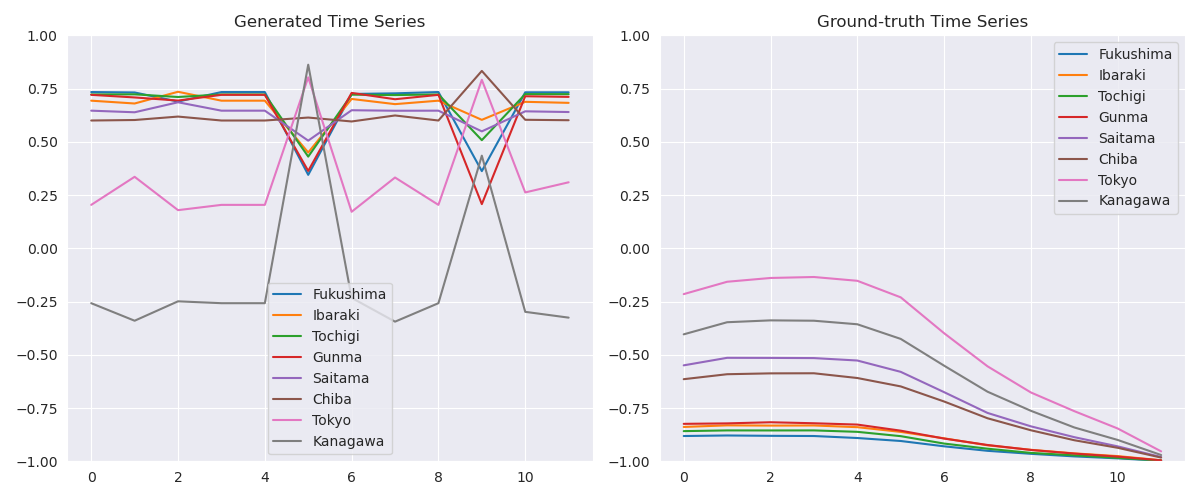 Generated Time Series
1.00
0.75
0.50
0.25
0.00
−0.25
−0.50
−0.75
−1.00
0
2
4
6
8
10
Fukushima
Ibaraki
Tochigi
Gunma
Saitama
Chiba
Tokyo
Kanagawa
Ground-truth Time Series
1.00
0.75
0.50
0.25
0.00
−0.25
−0.50
−0.75
−1.00
0
2
4
6
8
10
Fukushima
Ibaraki
Tochigi
Gunma
Saitama
Chiba
Tokyo
Kanagawa